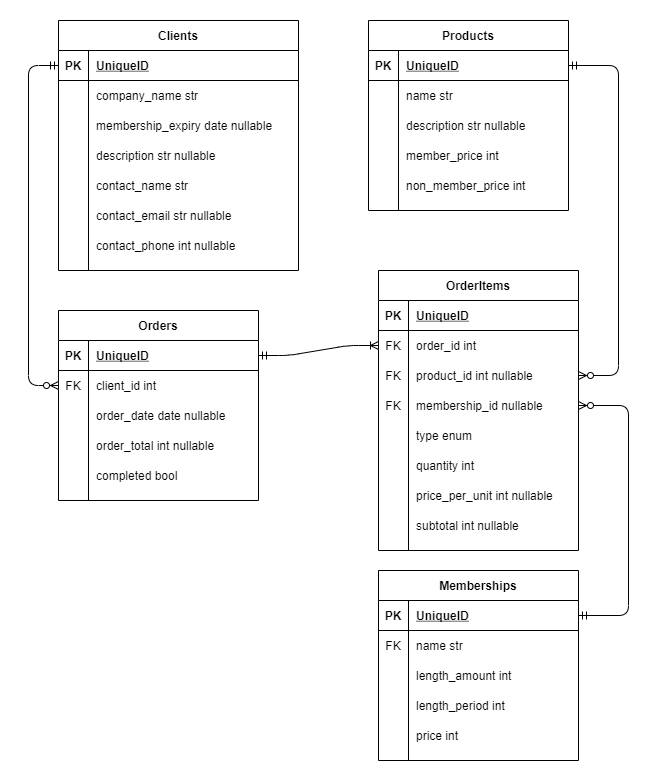 Clients
PK UniqueID
company_name str
membership_expiry date nullable
description str nullable
contact_name str
contact_email str nullable
contact_phone int nullable
Products
PK UniqueID
name str
description str nullable
member_price int
non_member_price int
Orders
PK UniqueID
FK client_id int
order_date date nullable
order_total int nullable
completed bool
OrderItems
PK UniqueID
FK order_id int
FK product_id int nullable
FK membership_id nullable
type enum
quantity int
price_per_unit int nullable
subtotal int nullable
Memberships
PK UniqueID
FK name str
length_amount int
length_period int
price int